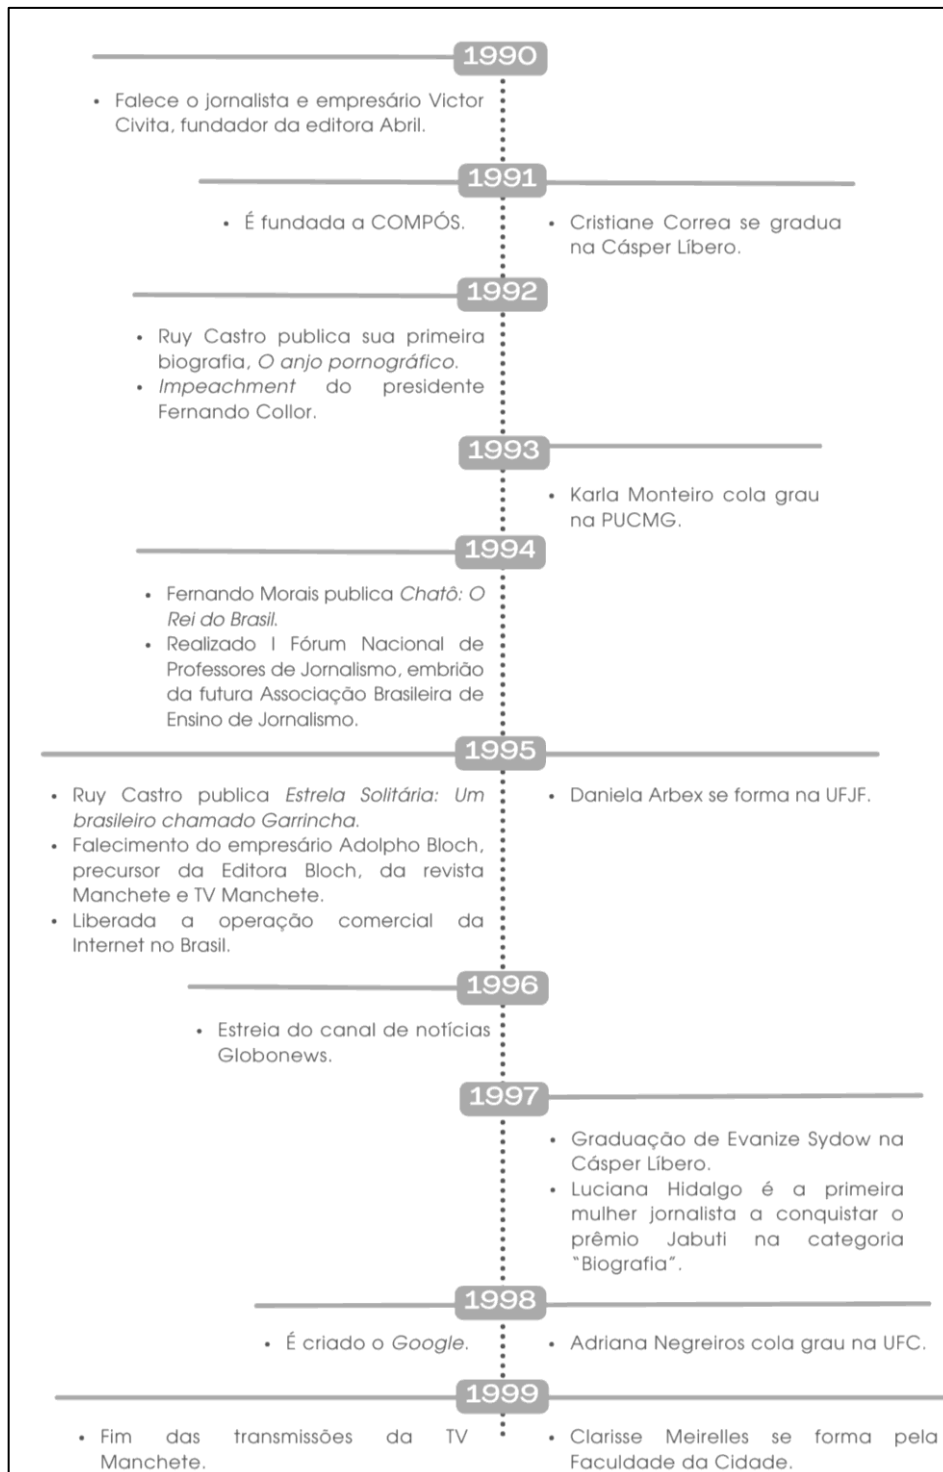 1990
• Falece o jornalista e empresário Victor
Civita, fundador da editora Abril.
1991
• É fundada a COMPÓS.
• Cristiane Correa se gradua
na Cásper Líbero.
1992
• Ruy Castro publica sua primeira
biografia, O anjo pornográfico.
• Impeachment do presidente
Fernando Collor.
1993
• Karla Monteiro cola grau
na PUCMG.
1994
• Fernando Morais publica Chatô: O
Rei do Brasil.
• Realizado I Fórum Nacional de
Professores de Jornalismo, embrião
da futura Associação Brasileira de
Ensino de Jornalismo.
1995
• Ruy Castro publica Estrela Solitária: Um
brasileiro chamado Garrincha.
• Falecimento do empresário Adolpho Bloch,
precursor da Editora Bloch, da revista
Manchete e TV Manchete.
• Liberada a operação comercial da
Internet no Brasil.
• Daniela Arbex se forma na UFJF.
1996
• Estreia do canal de notícias
Globonews.
1997
• Graduação de Evanize Sydow na
Cásper Líbero.
• Luciana Hidalgo é a primeira
mulher jornalista a conquistar o
prêmio Jabuti na categoria
"Biografia".
1998
• É criado o Google.
• Adriana Negreiros cola grau na UFC.
1999
• Fim das transmissões da TV
Manchete.
• Clarisse Meirelles se forma pela
Faculdade da Cidade.